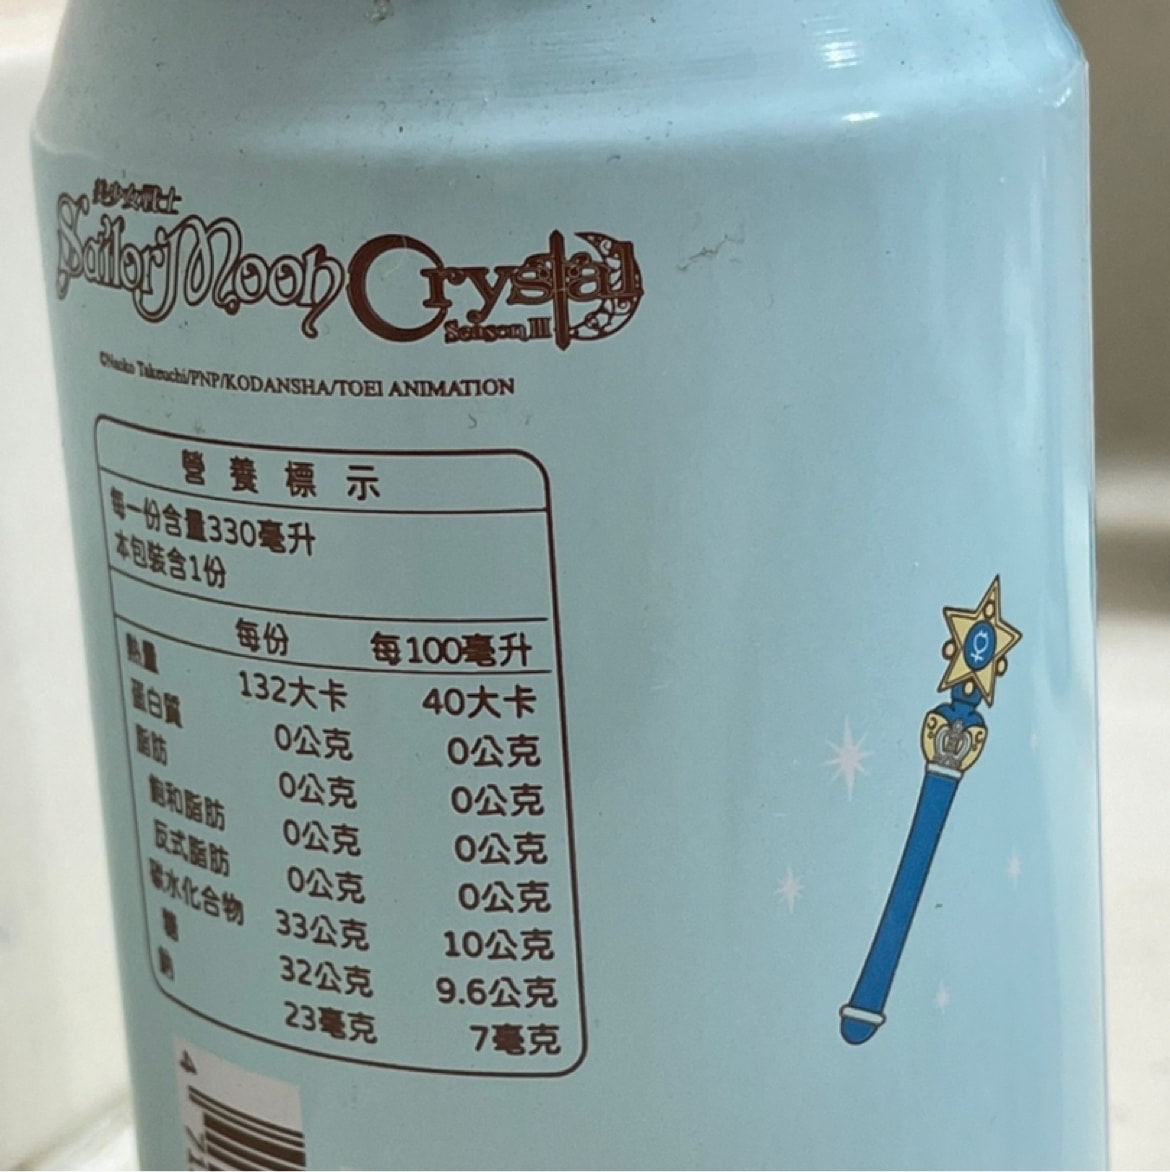 美少女戰士
Sailor Moon Crystal
Season III
©Naoko Takeuchi/PNP/KODANSHA/TOEI ANIMATION
營養標示
每一份含量330毫升
本包裝含1份
每份 每100毫升
熱量 132大卡 40大卡
蛋白質 0公克 0公克
脂肪 0公克 0公克
飽和脂肪 0公克 0公克
反式脂肪 0公克 0公克
碳水化合物 33公克 10公克
糖 32公克 9.6公克
鈉 23毫克 7毫克
4
71